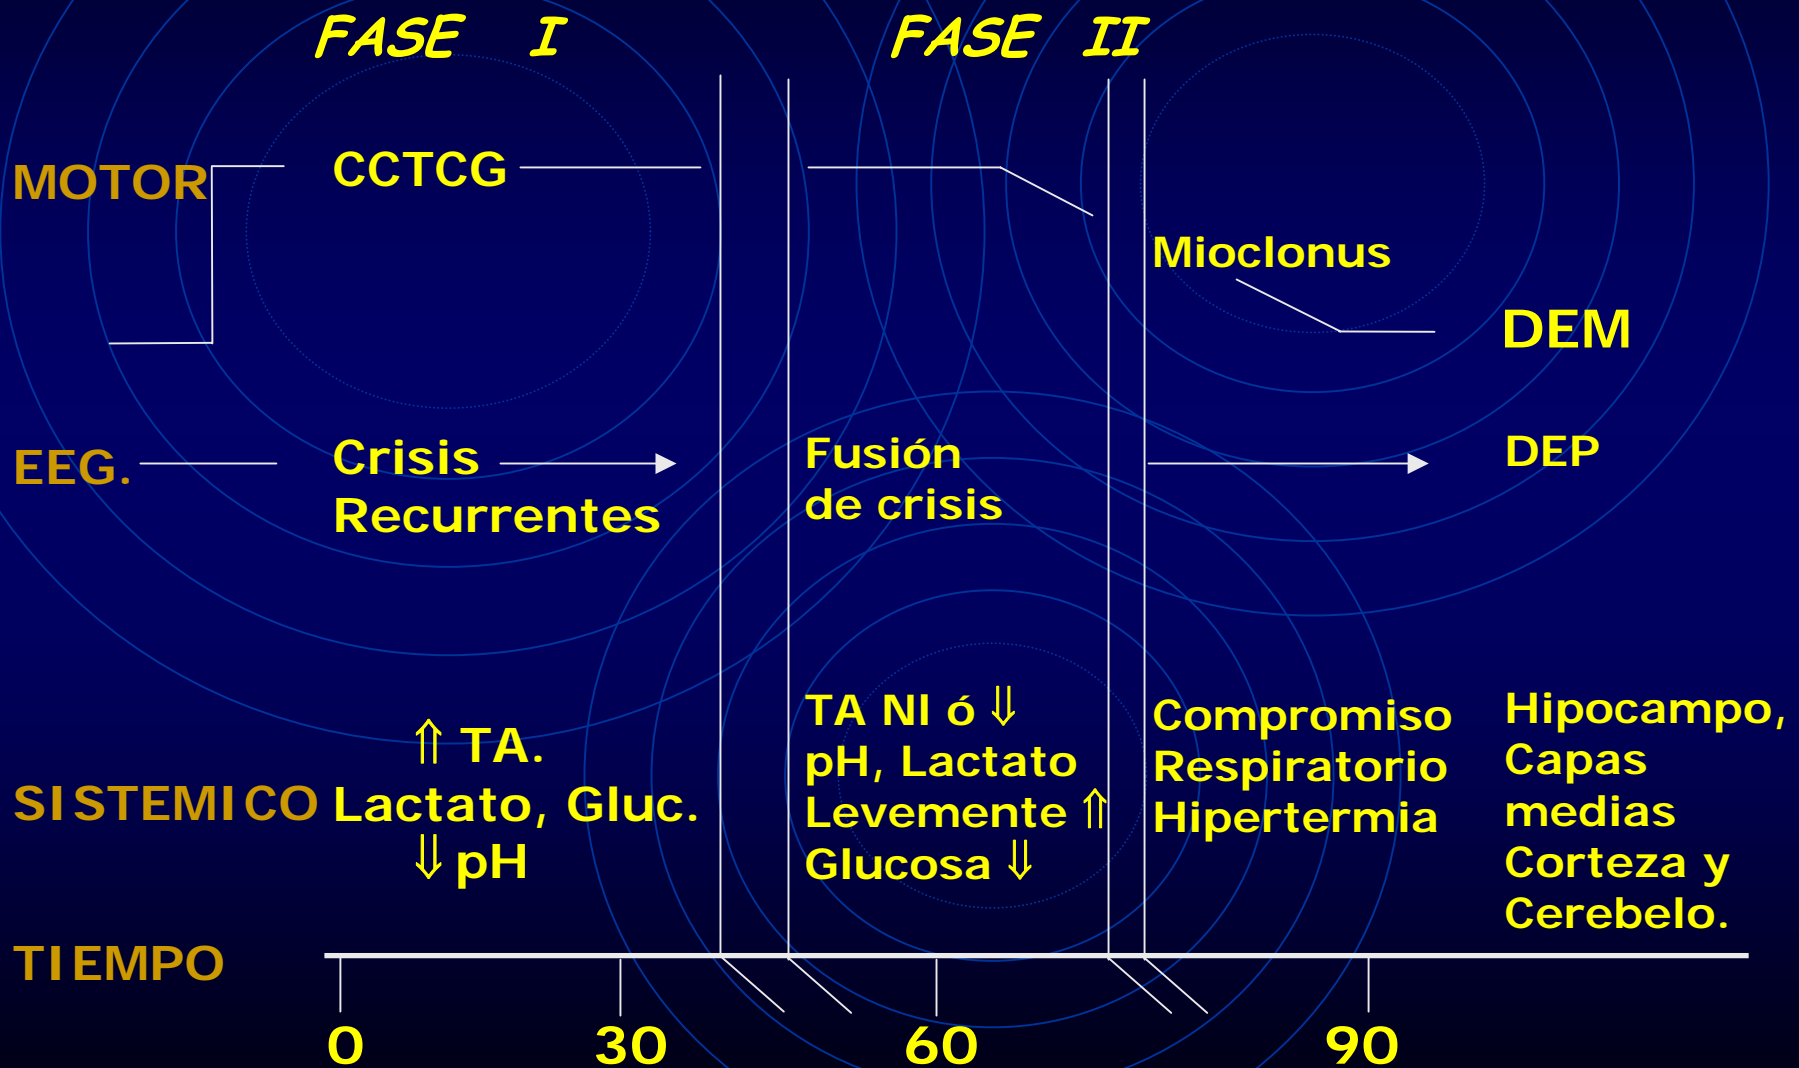 FASE I
FASE II
MOTOR
CCTCG
Mioclonus
DEM
EEG.
Crisis
Recurrentes
Fusión
de crisis
DEP
SISTEMICO
⇑ TA.
Lactato, Gluc.
⇓ pH
TA Nl ó ⇓
pH, Lactato
Levemente ⇑
Glucosa ⇓
Compromiso
Respiratorio
Hipertermia
Hipocampo,
Capas
medias
Corteza y
Cerebelo.
TIEMPO
0
30
60
90